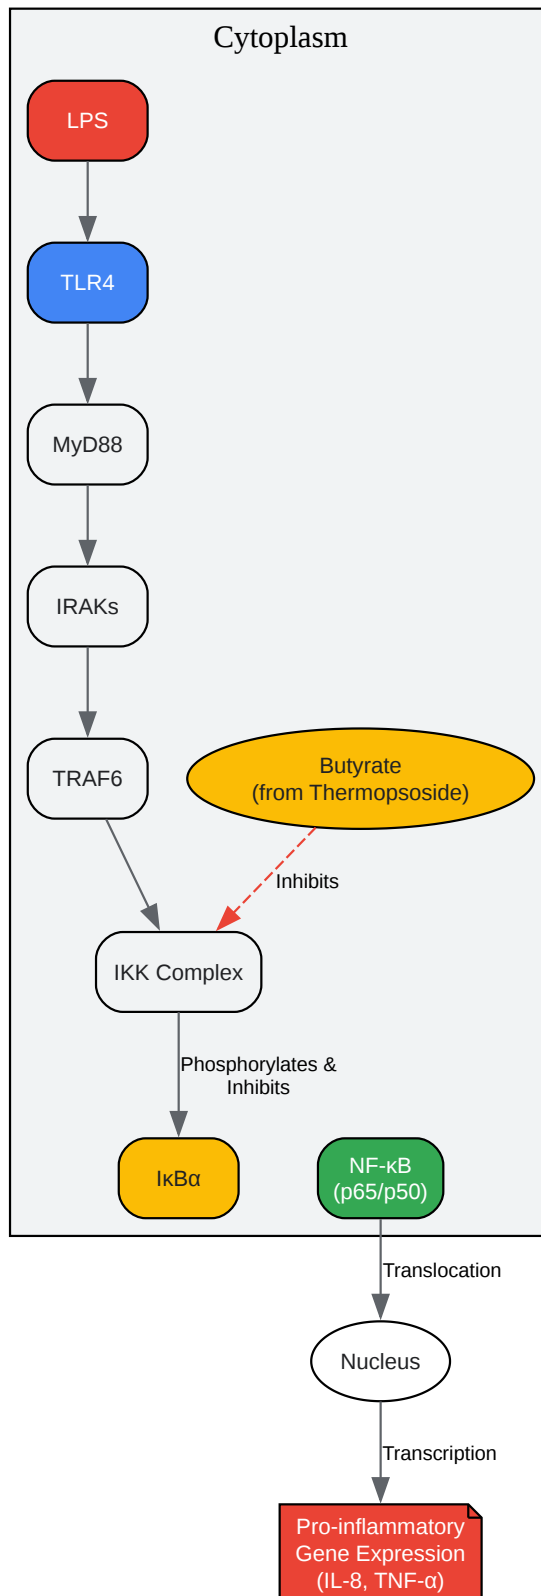 Cytoplasm
LPS
TLR4
MyD88
IRAKs
TRAF6
Butyrate
(from Thermopsoside)
Inhibits
IKK Complex
Phosphorylates &
Inhibits
IκBα
NF-κB
(p65/p50)
Translocation
Nucleus
Transcription
Pro-inflammatory
Gene Expression
(IL-8, TNF-α)